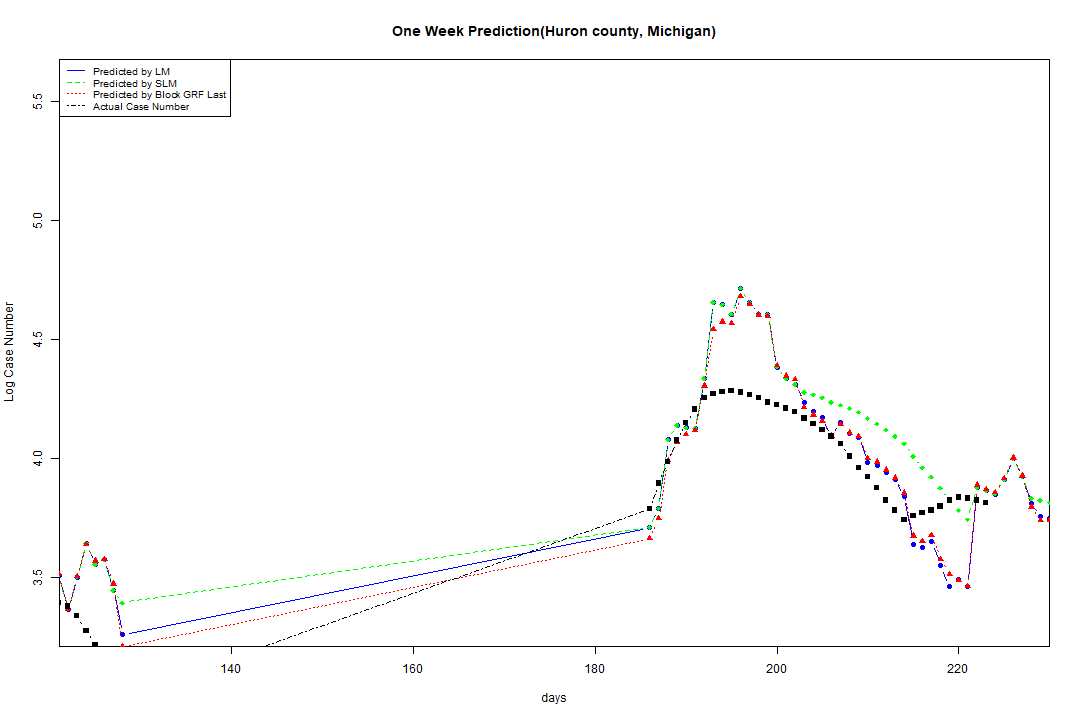 One Week Prediction(Huron county, Michigan)
Predicted by LM
Predicted by SLM
Predicted by Block GRF Last
Actual Case Number
5.5
5.0
4.5
4.0
3.5
Log Case Number
140 160 180 200 220
days